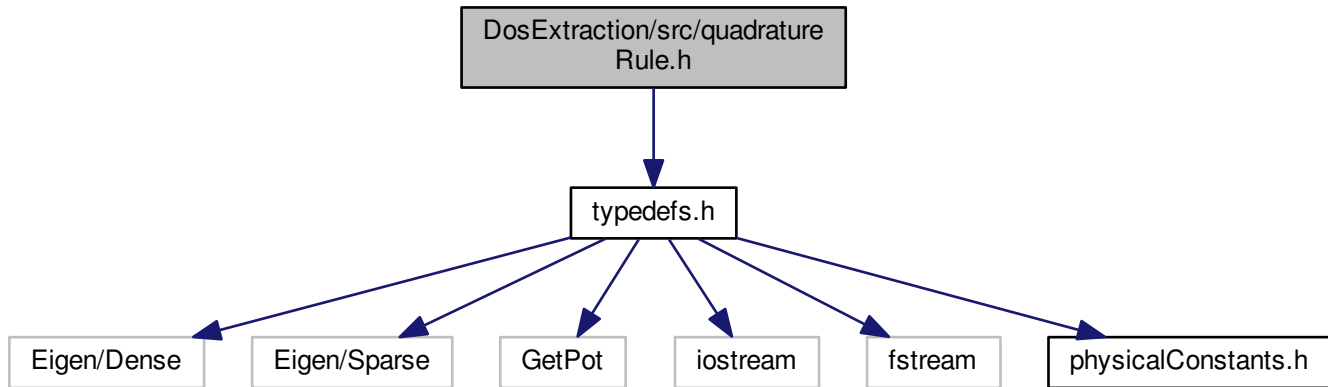 DosExtraction/src/quadrature
Rule.h
typedefs.h
Eigen/Dense
Eigen/Sparse
GetPot
iostream
fstream
physicalConstants.h